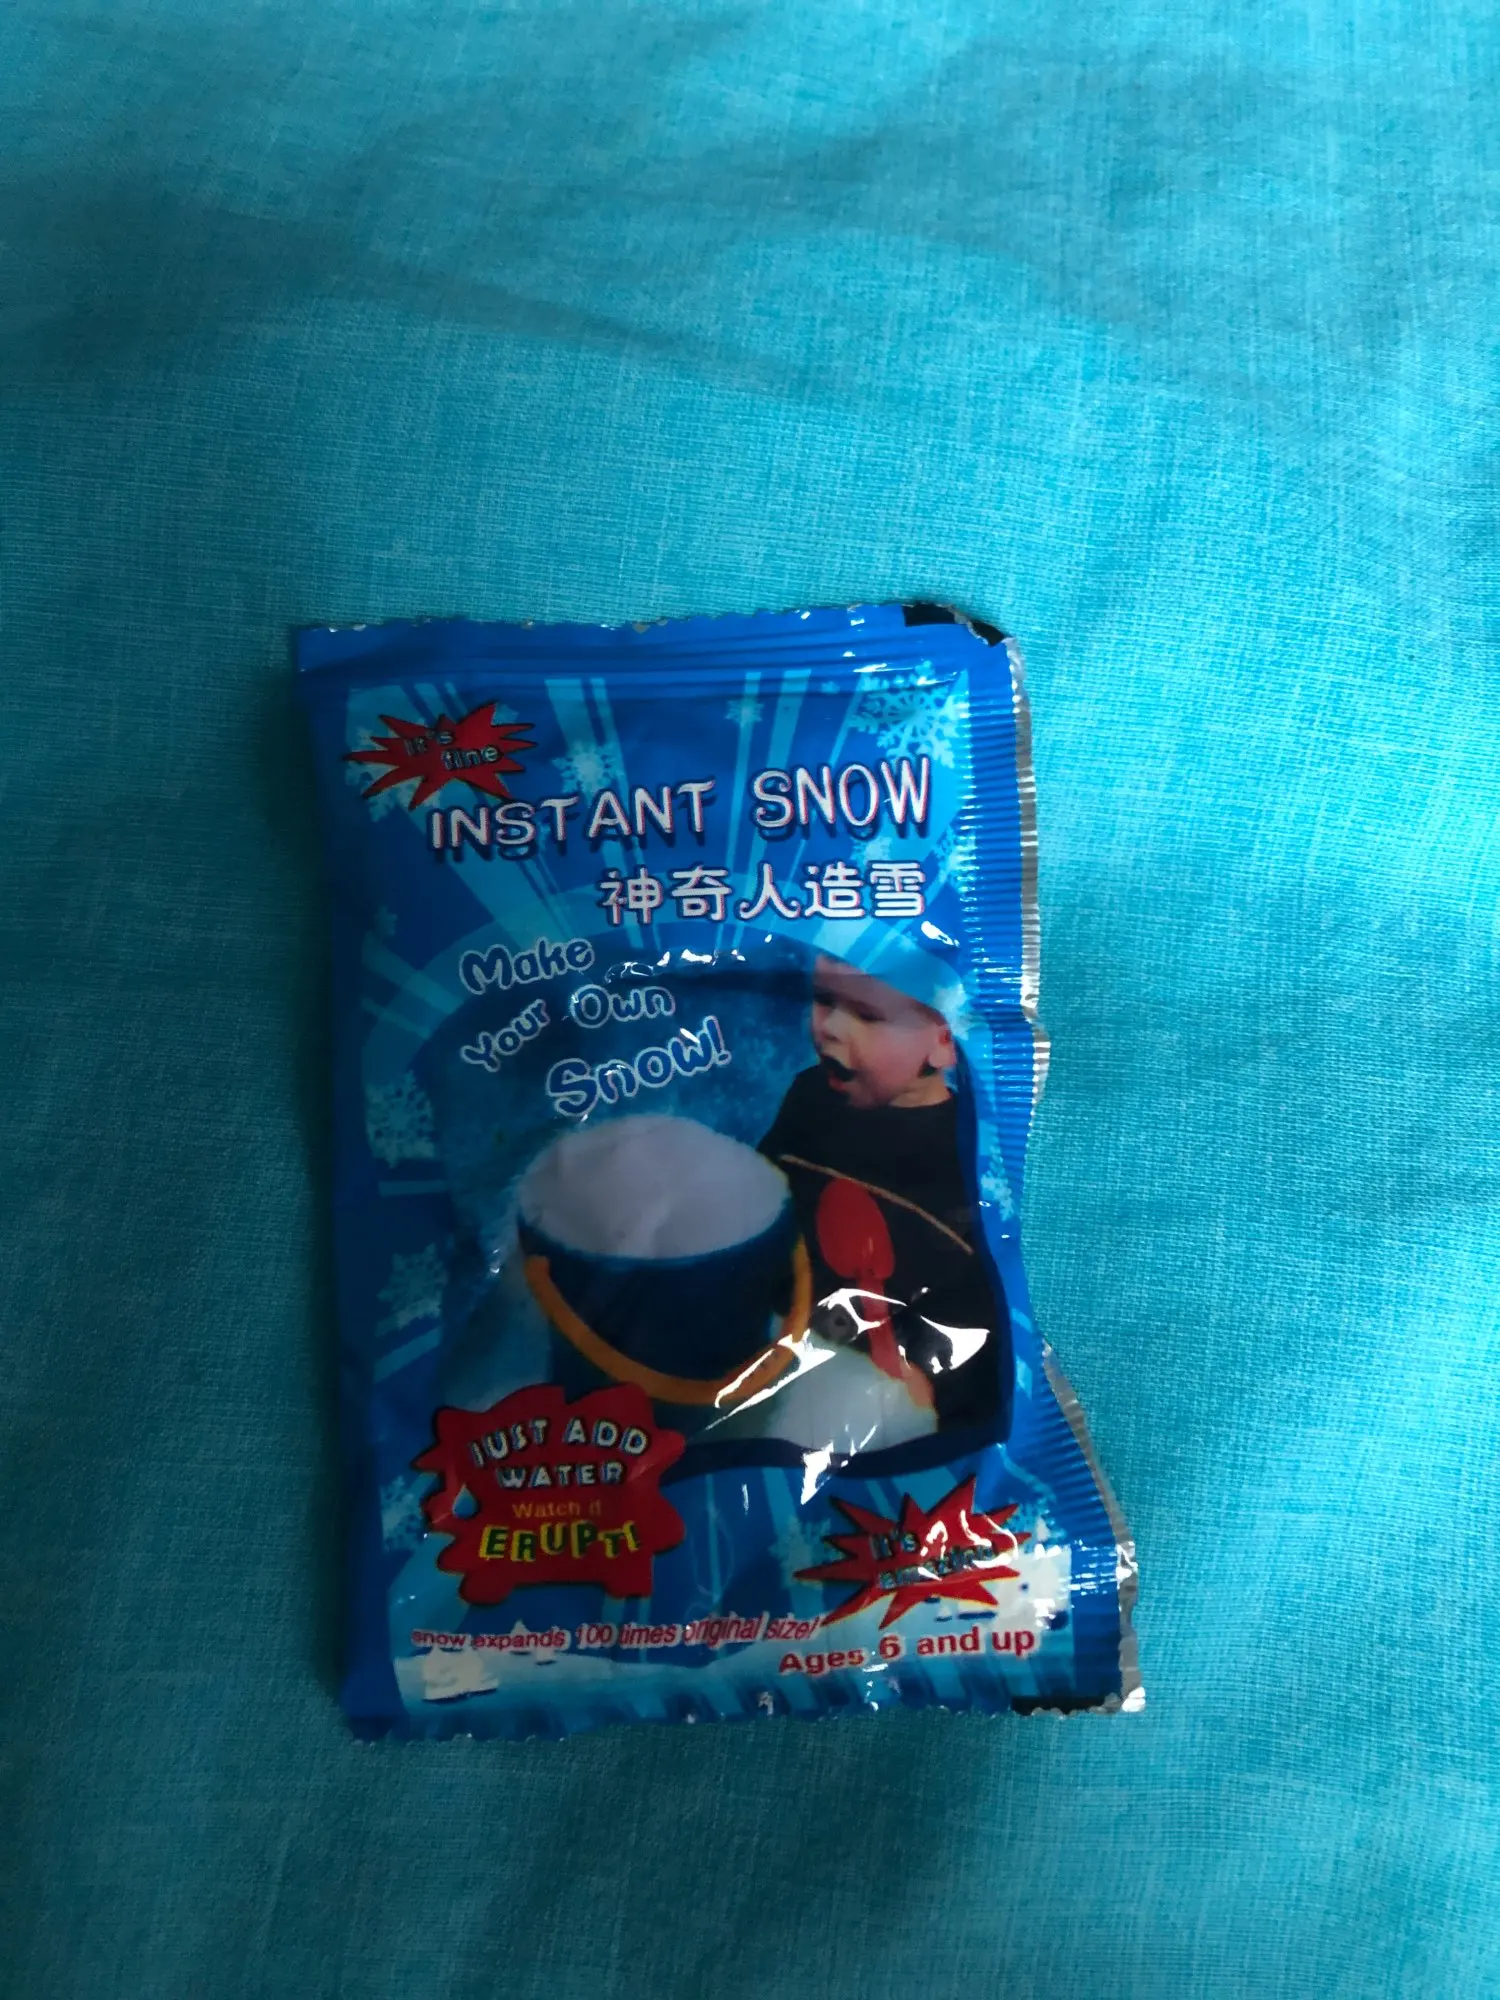 It's
fine
INSTANT SNOW
神奇人造雪
Make
Your Own
Snow!
JUST ADD
WATER
Watch it
ERUPT!
It's
amazing
snow expands 100 times original size!
Ages 6 and up